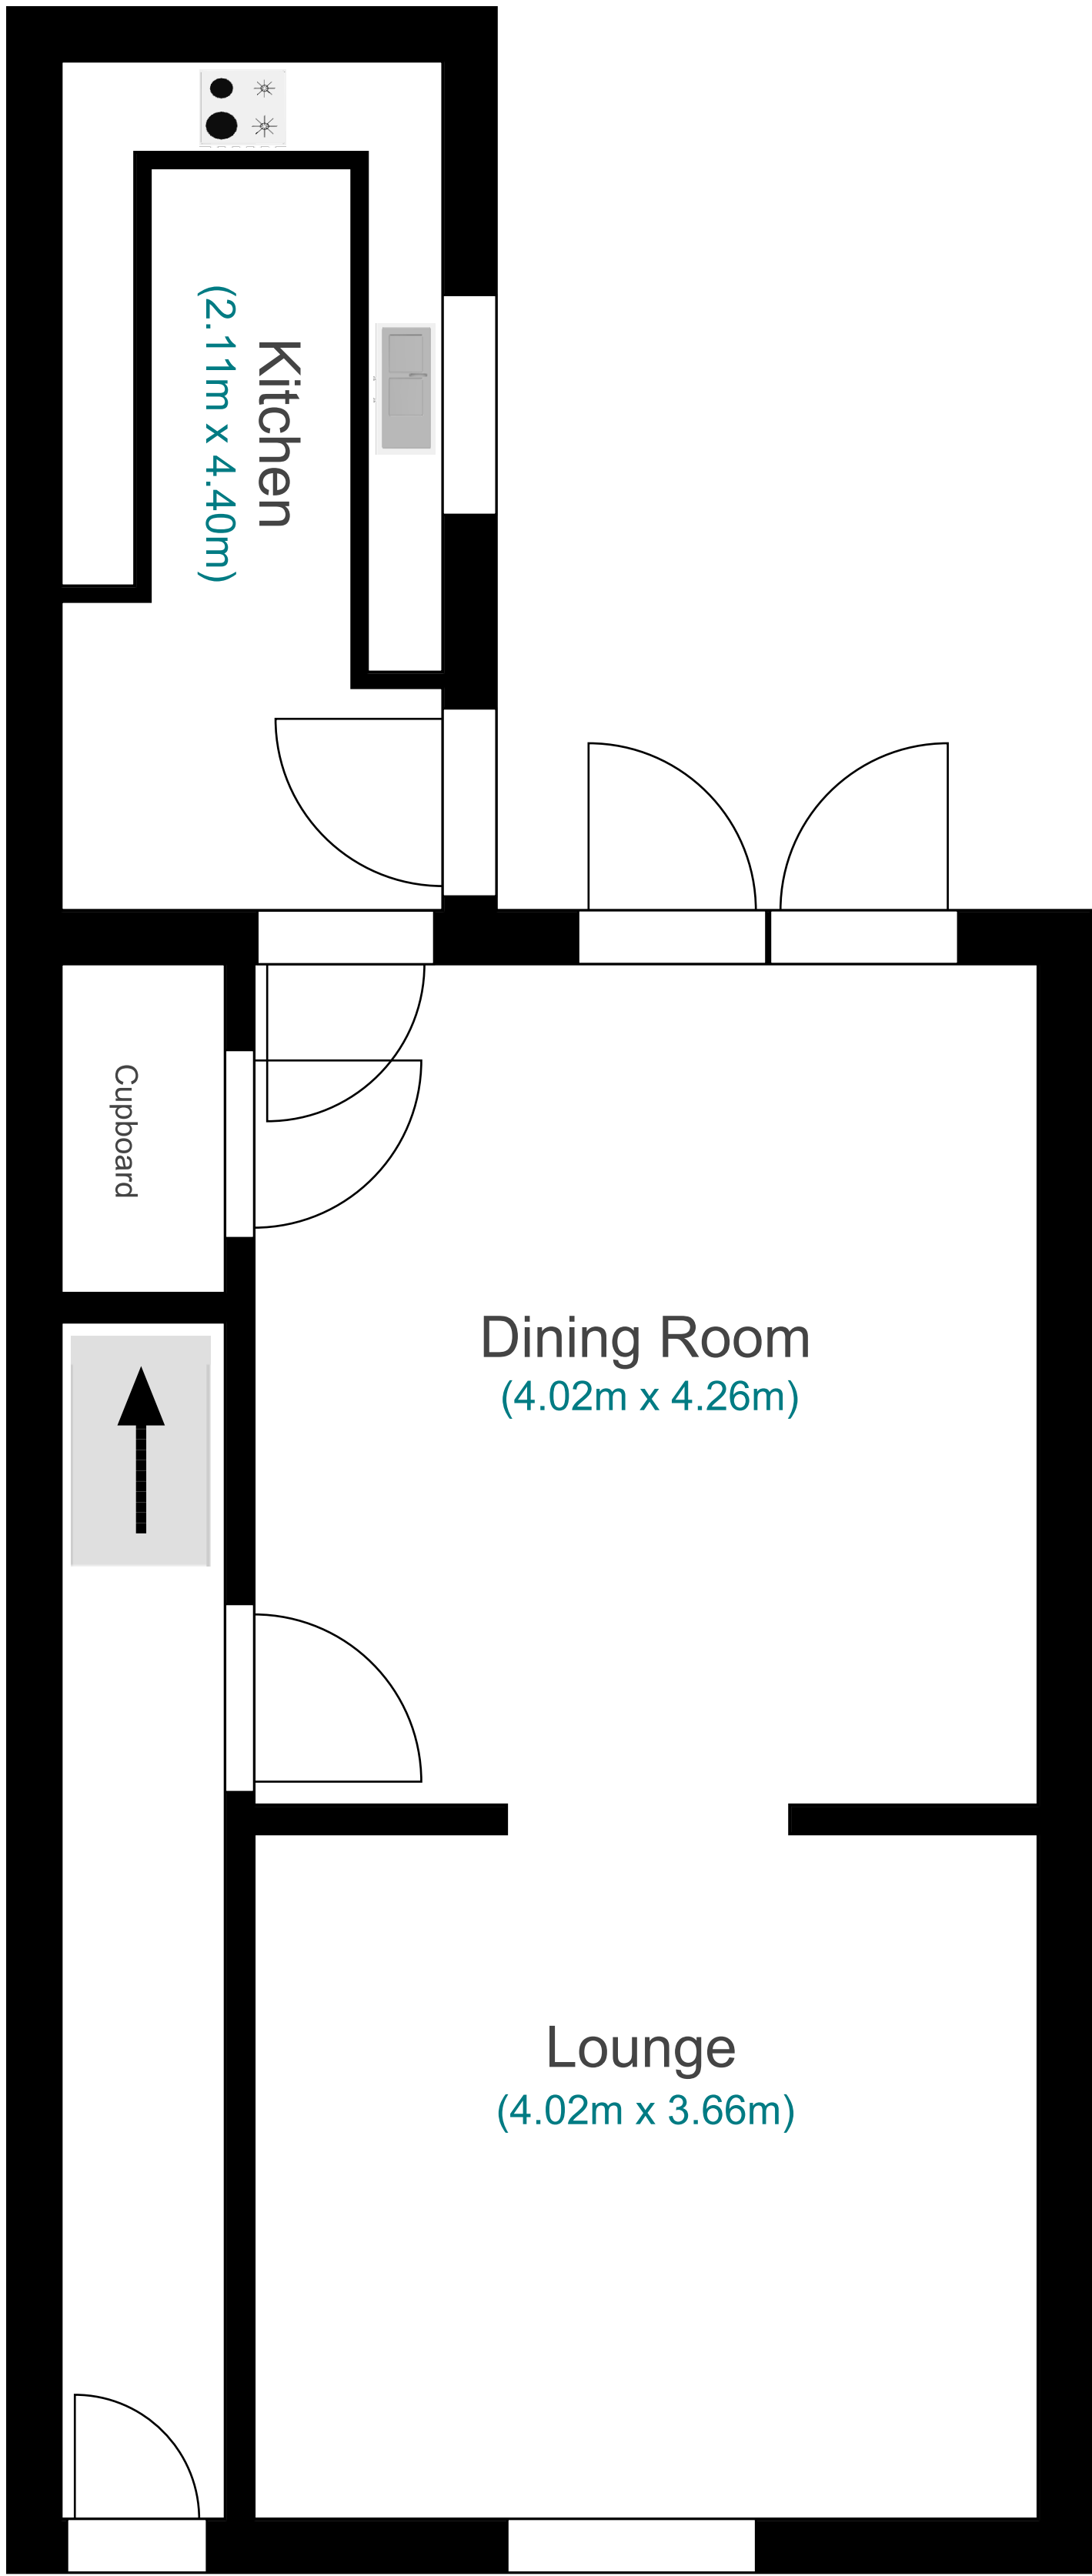 Kitchen
(2.11m x 4.40m)
Cupboard
Dining Room
(4.02m x 4.26m)
Lounge
(4.02m x 3.66m)